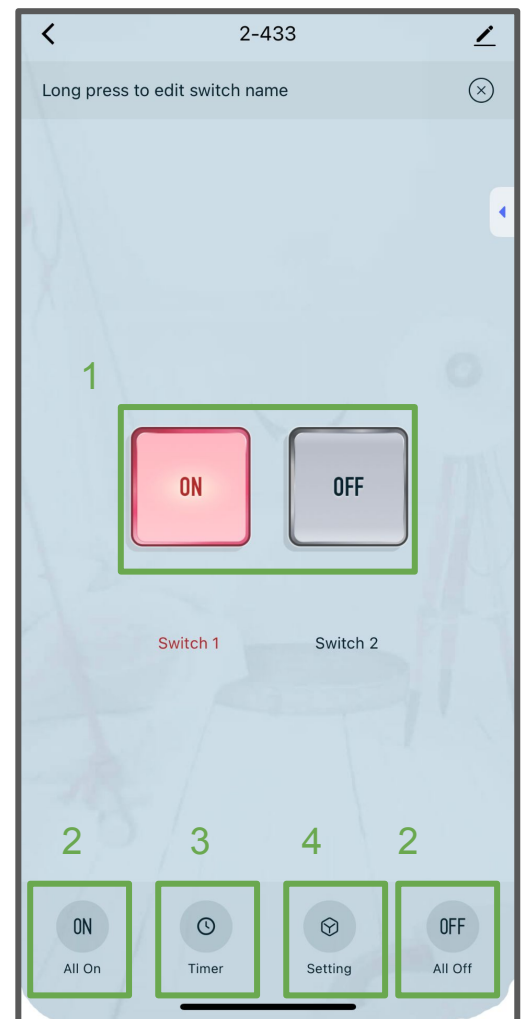 2-433
Long press to edit switch name
1
ON OFF
Switch 1 Switch 2
2 3 4 2
ON OFF
All On Timer Setting All Off